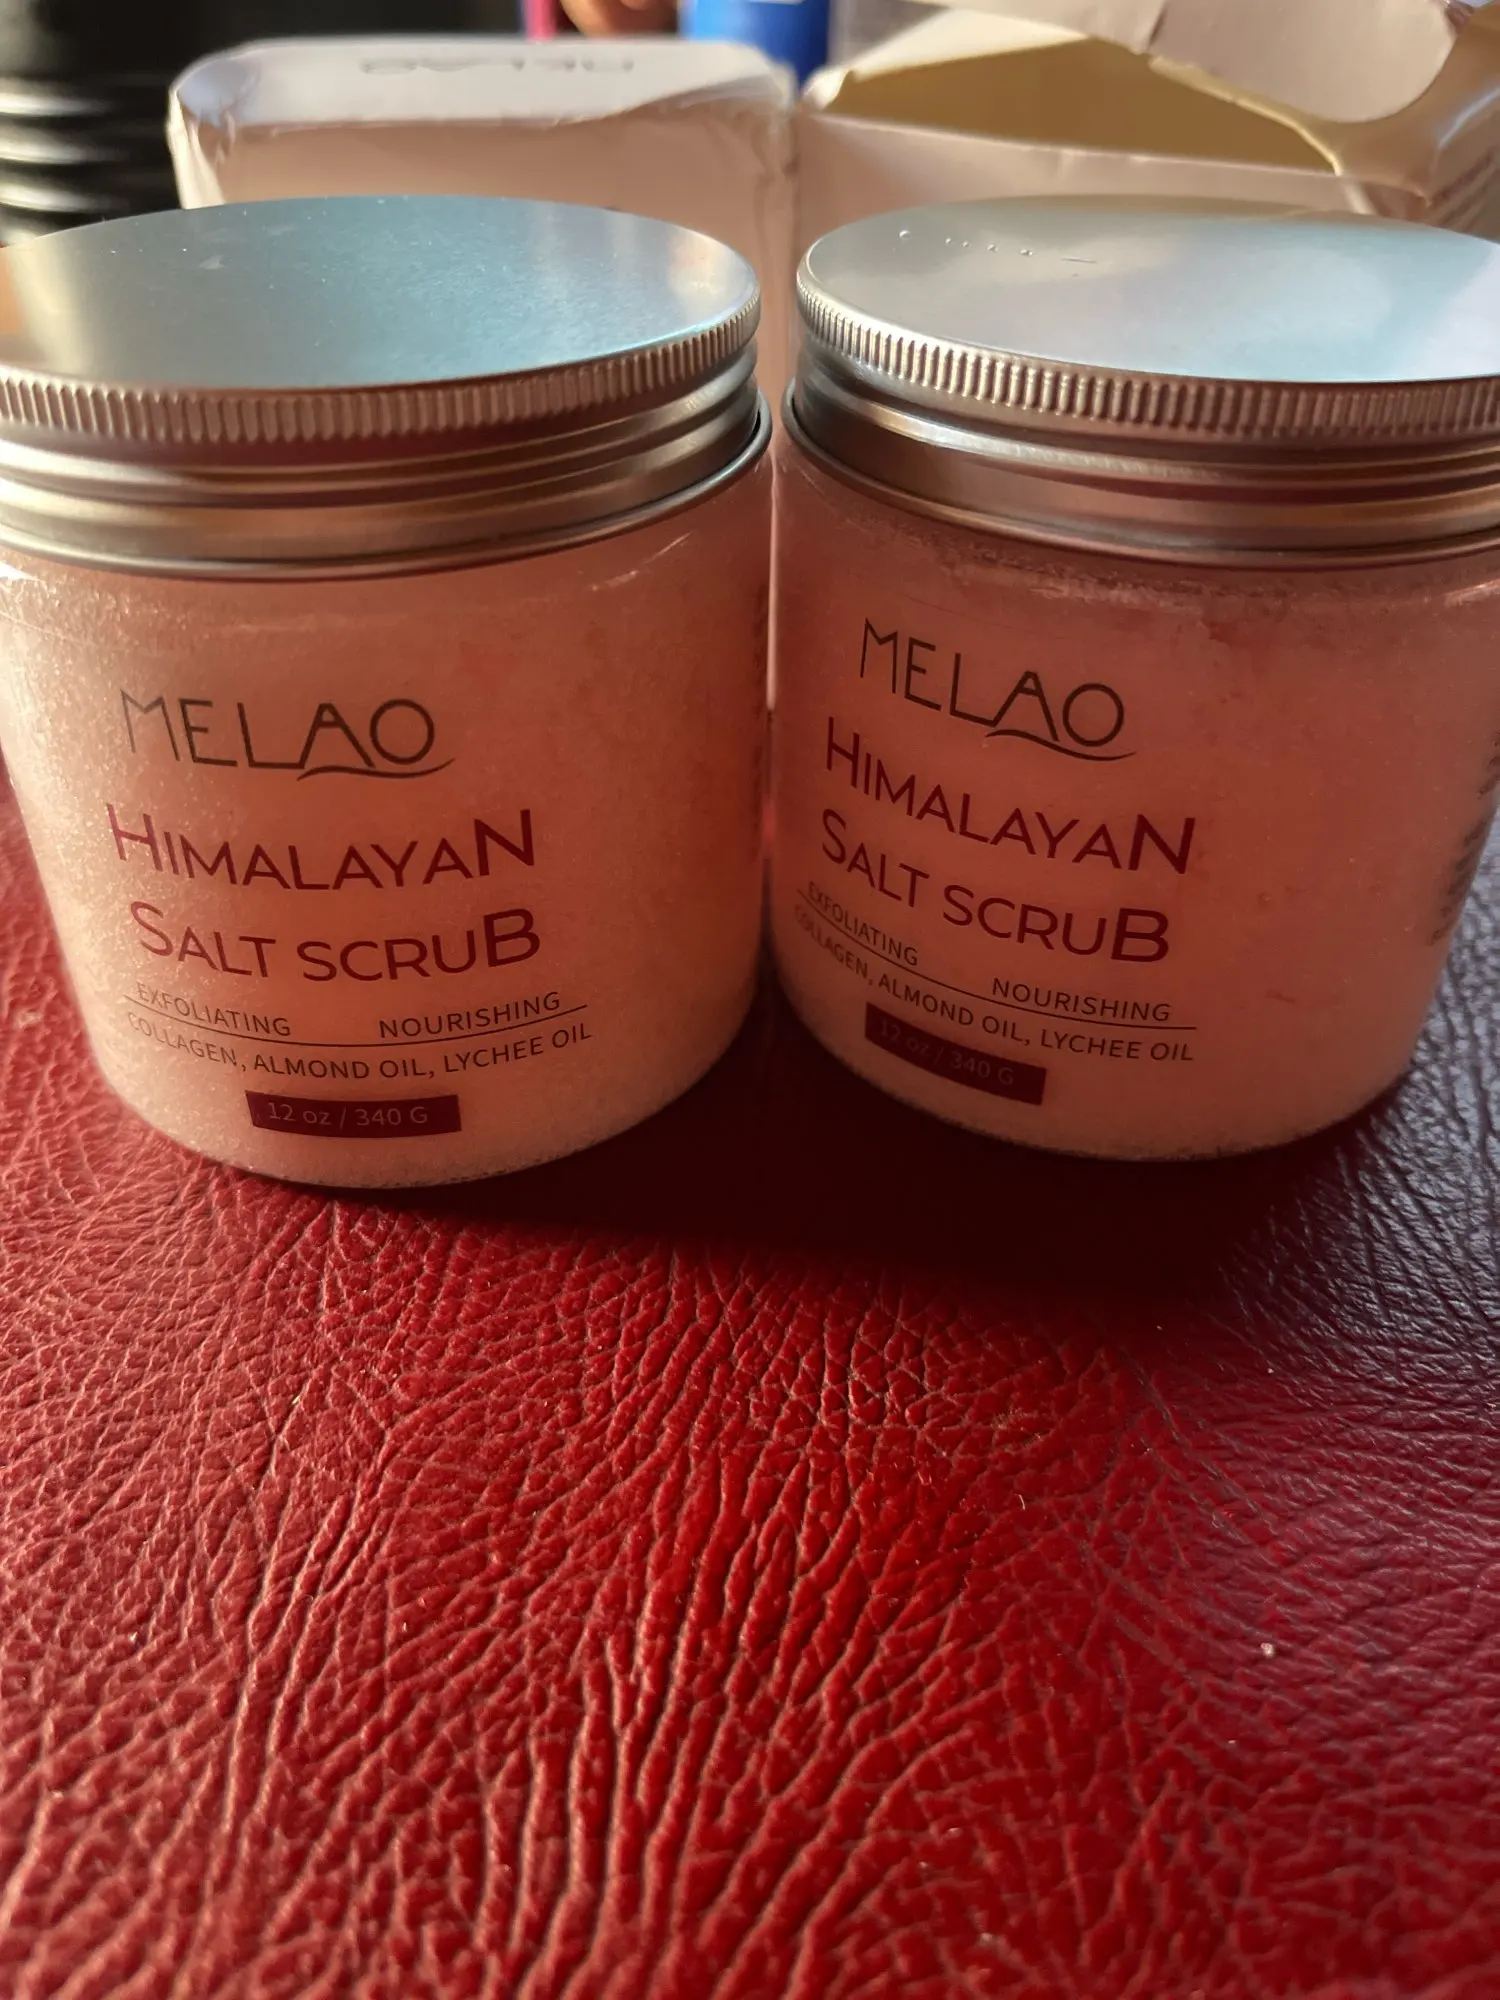 MELAO
HIMALAYAN
SALT SCRUB
EXFOLIATING NOURISHING
COLLAGEN, ALMOND OIL, LYCHEE OIL
12 oz / 340 G
MELAO
HIMALAYAN
SALT SCRUB
EXFOLIATING NOURISHING
COLLAGEN, ALMOND OIL, LYCHEE OIL
12 oz / 340 G